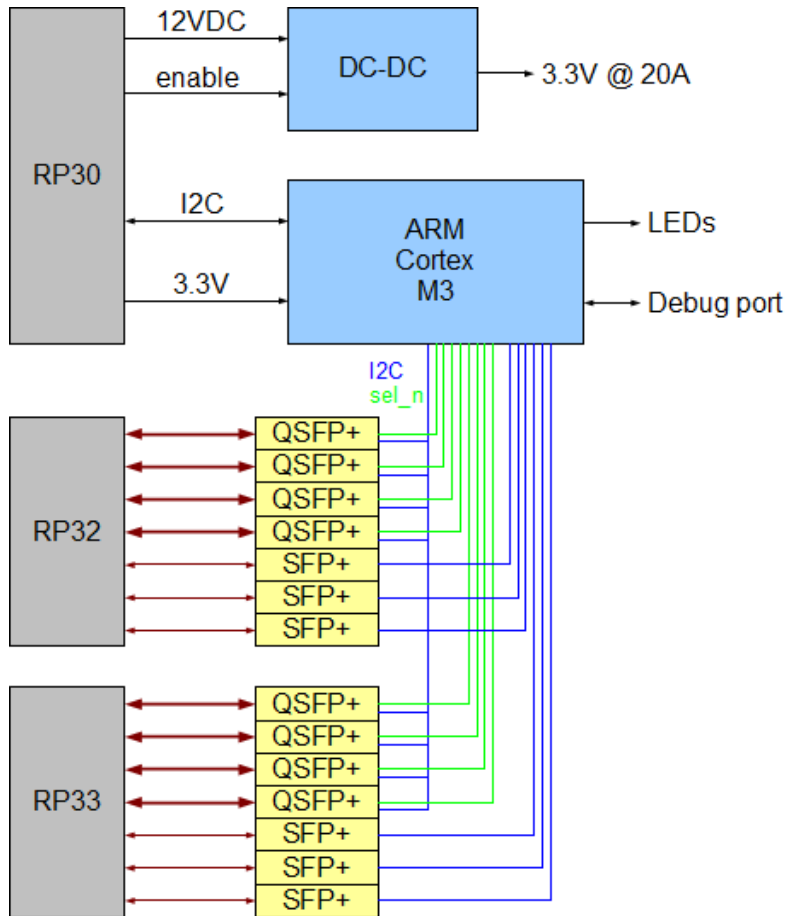 12VDC
enable
DC-DC
3.3V @ 20A
RP30
I2C
3.3V
ARM
Cortex
M3
LEDs
Debug port
I2C
sel_n
RP32
QSFP+
QSFP+
QSFP+
QSFP+
SFP+
SFP+
SFP+
RP33
QSFP+
QSFP+
QSFP+
QSFP+
SFP+
SFP+
SFP+